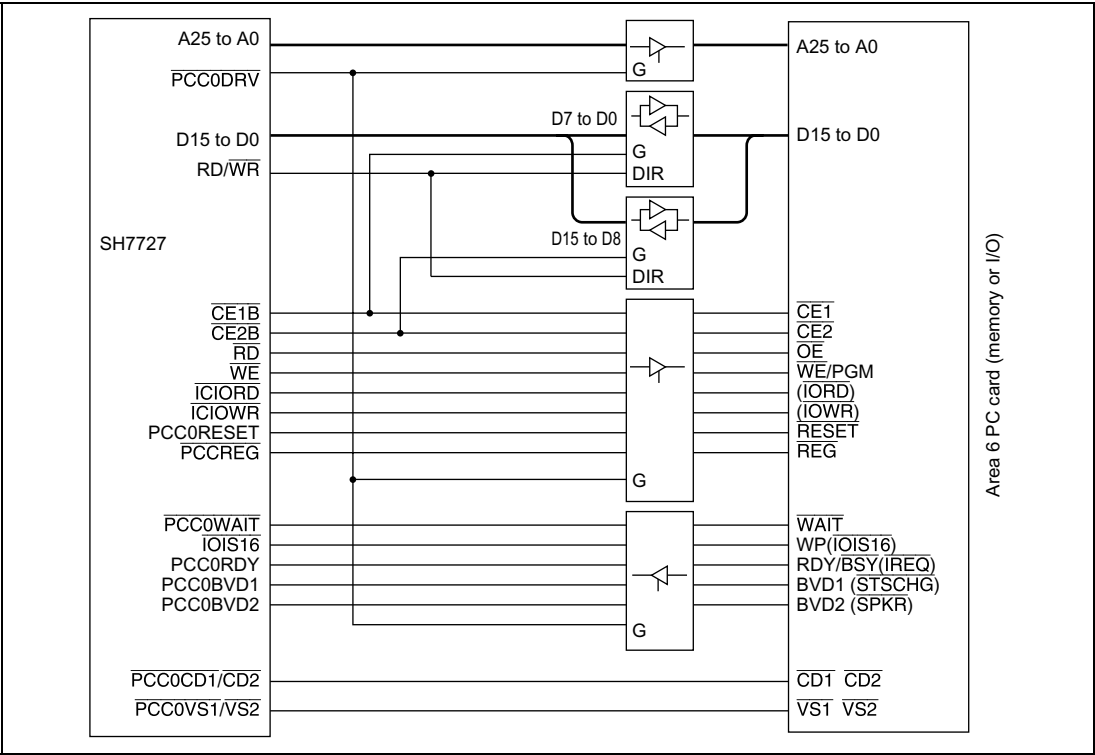 A25 to A0
G
A25 to A0
PCC0DRV
D7 to D0
D15 to D0
D15 to D0
G
RD/WR
DIR
SH7727
D15 to D8
G
DIR
CE1B
CE1
CE2B
CE2
RD
OE
WE
WE/PGM
ICIORD
(IORD)
ICIOWR
(IOWR)
PCC0RESET
RESET
PCCREG
REG
G
PCC0WAIT
WAIT
IOIS16
WP(IOIS16)
PCC0RDY
RDY/BSY(IREQ)
PCC0BVD1
BVD1 (STSCHG)
PCC0BVD2
BVD2 (SPKR)
G
PCC0CD1/CD2
CD1 CD2
PCC0VS1/VS2
VS1 VS2
Area 6 PC card (memory or I/O)